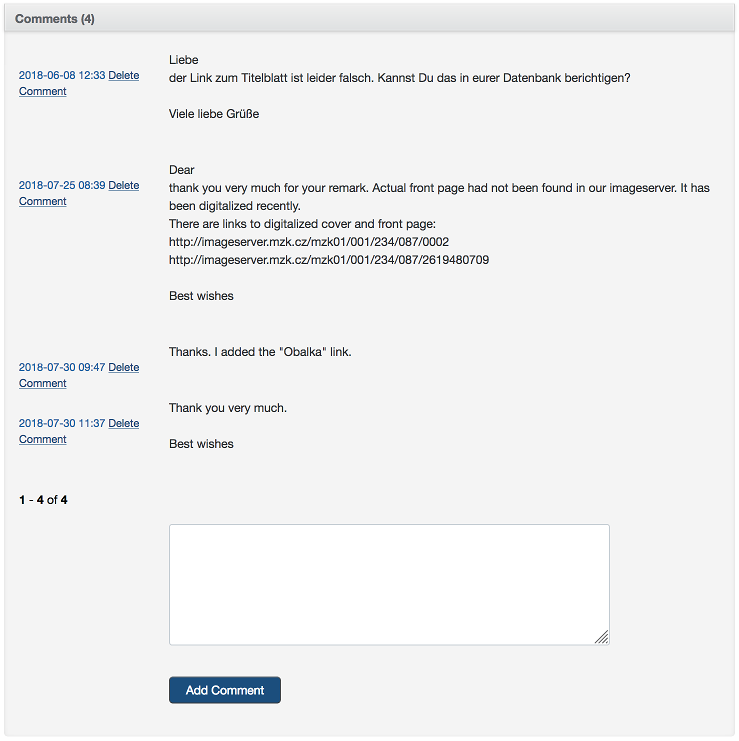 Comments (4)
Liebe
2018-06-08 12:33 Delete
Comment
der Link zum Titelblatt ist leider falsch. Kannst Du das in eurer Datenbank berichtigen?
Viele liebe Grüße
Dear
2018-07-25 08:39 Delete
Comment
thank you very much for your remark. Actual front page had not been found in our imageserver. It has
been digitalized recently.
There are links to digitalized cover and front page:
http://imageserver.mzk.cz/mzk01/001/234/087/0002
http://imageserver.mzk.cz/mzk01/001/234/087/2619480709
Best wishes
Thanks. I added the "Obalka" link.
2018-07-30 09:47 Delete
Comment
Thank you very much.
2018-07-30 11:37 Delete
Comment
Best wishes
1 - 4 of 4
Add Comment